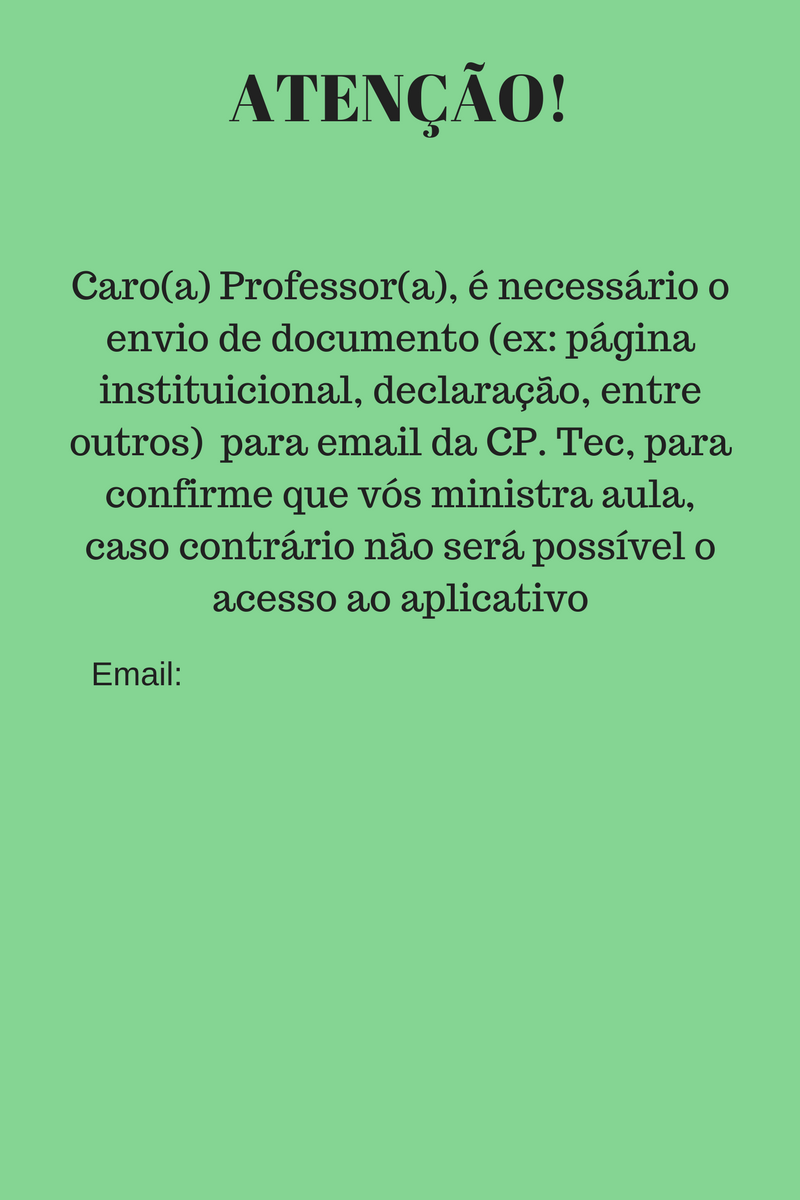 ATENÇÃO!
Caro(a) Professor(a), é necessário o
envio de documento (ex: página
instituicional, declaração, entre
outros)  para email da CP. Tec, para
confirme que vós ministra aula,
caso contrário não será possível o
acesso ao aplicativo
Email: